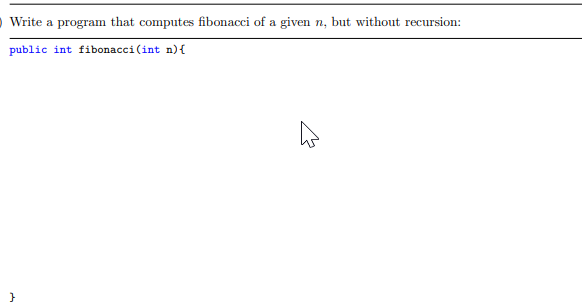 ) Write a program that computes fibonacci of a given n, but without recursion:
public int fibonacci(int n){
}